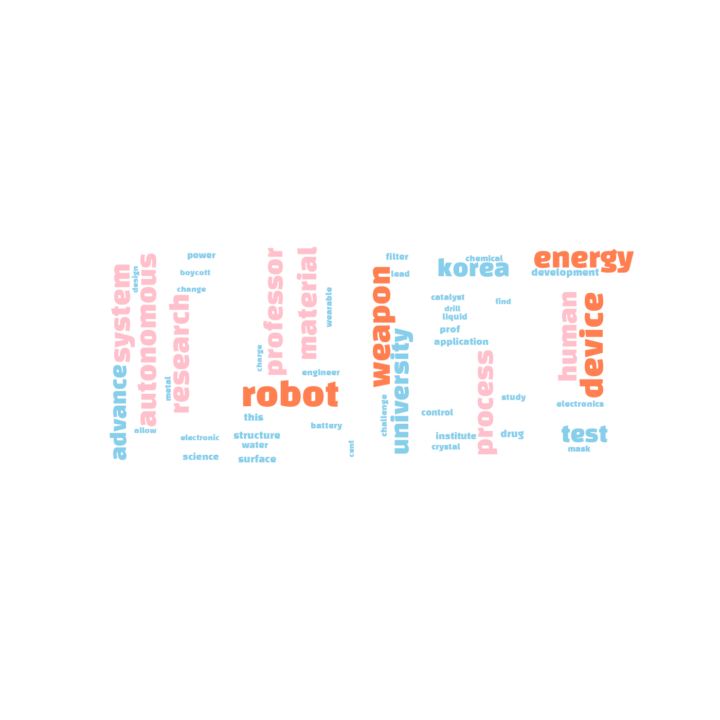 power
boycott
change
design
system
autonomous
research
advance
metal
allow
electronic
science
professor
material
wearable
charge
engineer
robot
this
structure
water
surface
battery
cent
filter
lead
weapon
university
challenge
chemical
korea
catalyst
find
drill
liquid
prof
application
process
study
control
institute
drug
crystal
energy
development
human
device
electronics
test
mask